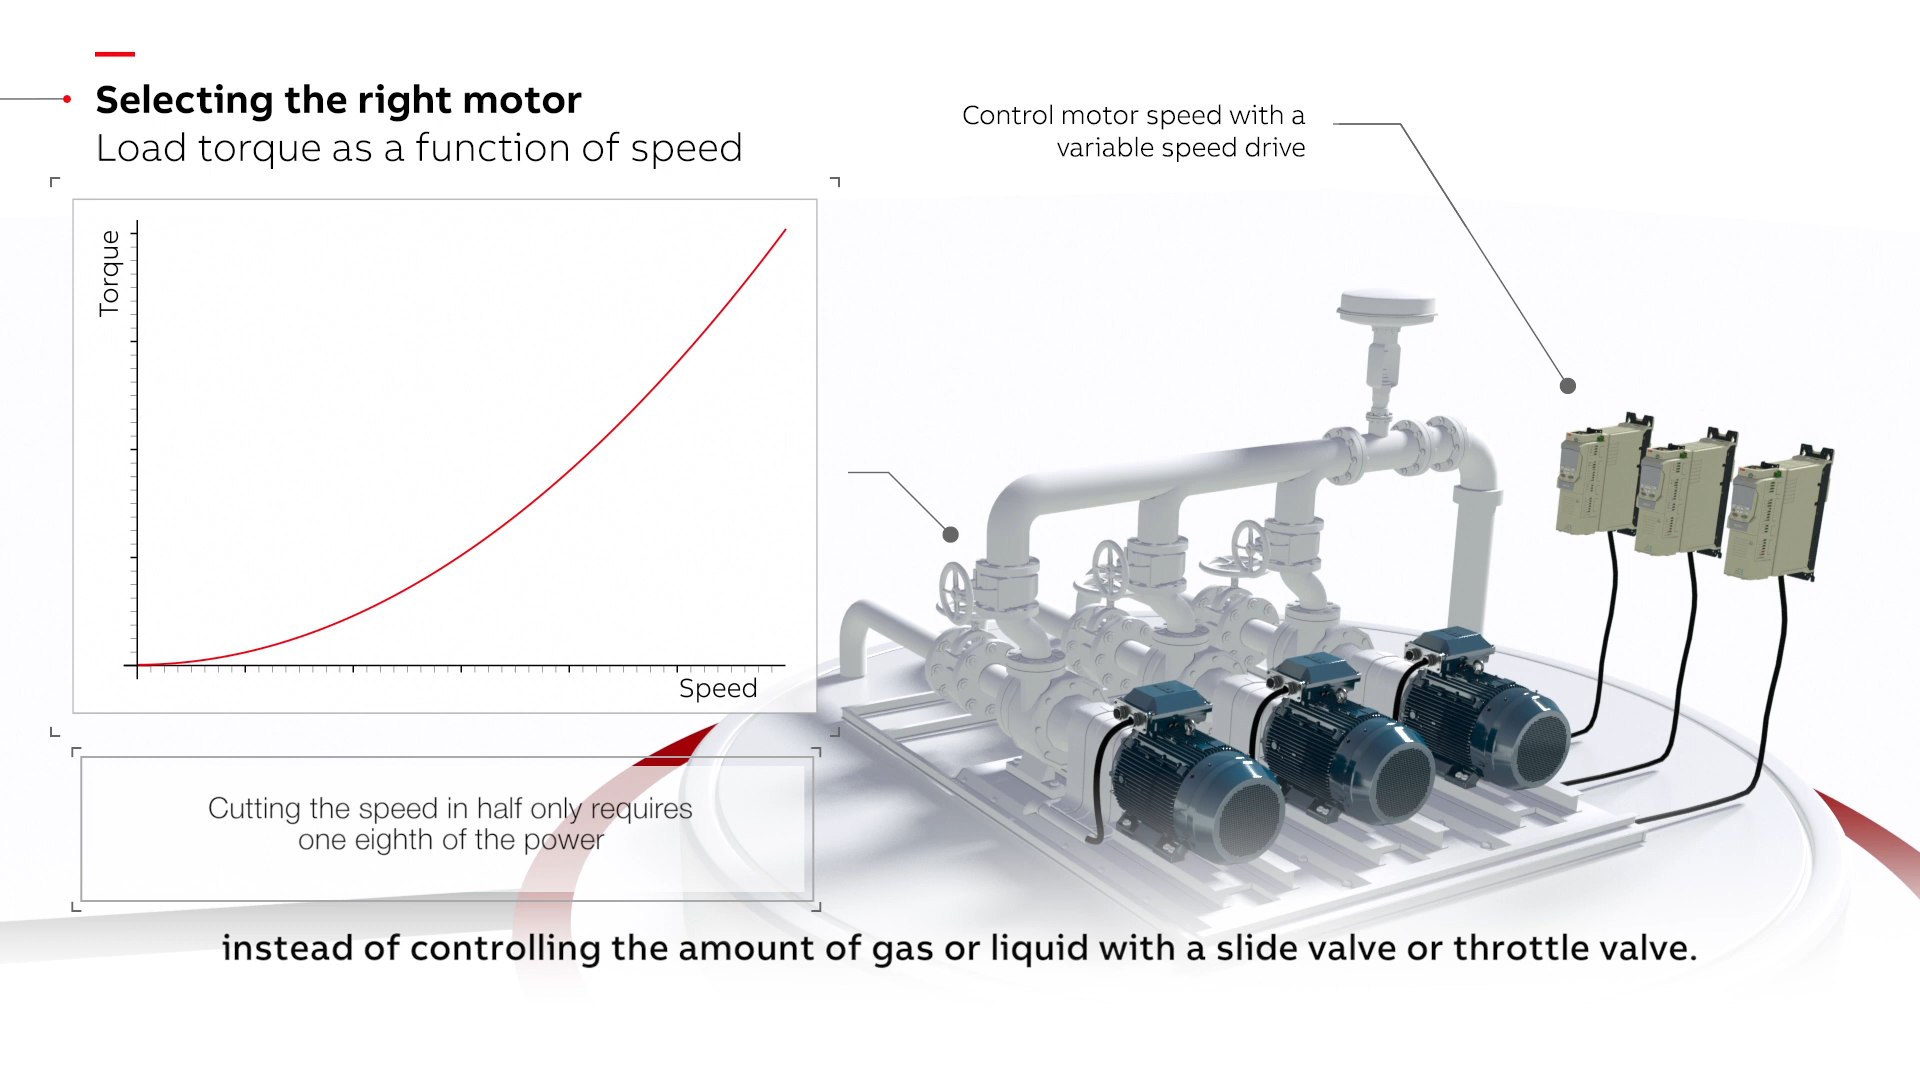 Selecting the right motor
Load torque as a function of speed
Control motor speed with a
variable speed drive
Torque
Speed
Cutting the speed in half only requires
one eighth of the power
instead of controlling the amount of gas or liquid with a slide valve or throttle valve.